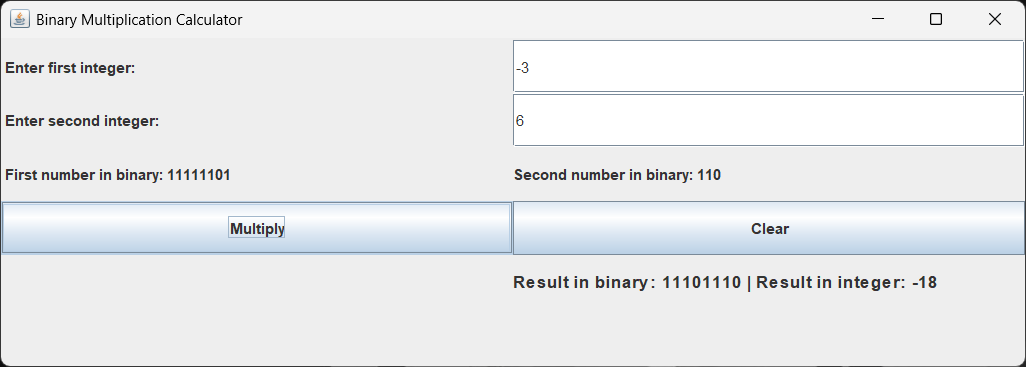 Binary Multiplication Calculator
Enter first integer: -3
Enter second integer: 6
First number in binary: 11111101 Second number in binary: 110
Multiply Clear
Result in binary: 11101110 | Result in integer: -18